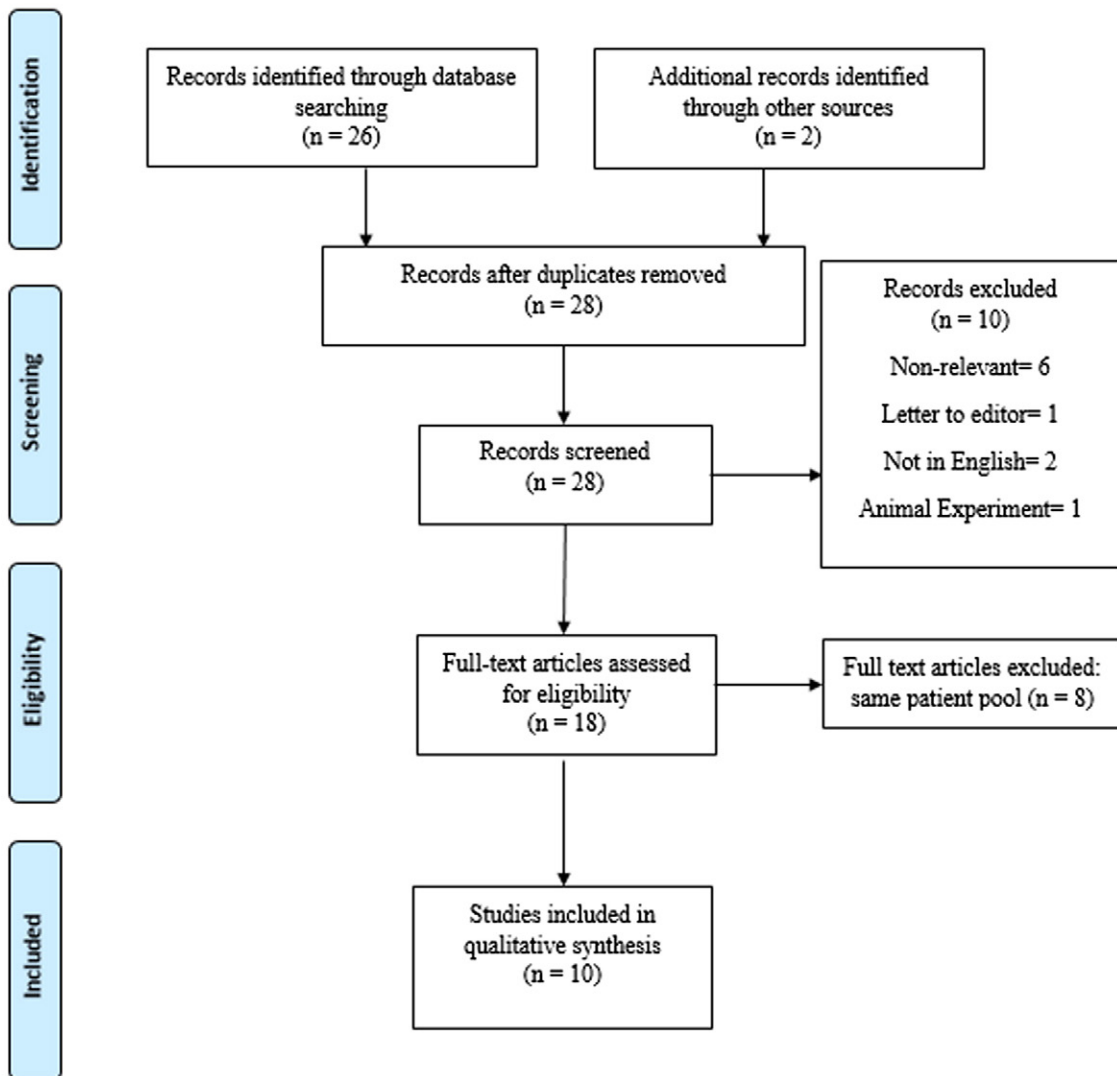 Identification
Records identified through database
searching
(n = 26)
Additional records identified
through other sources
(n = 2)
Records after duplicates removed
(n = 28)
Screening
Records screened
(n = 28)
Records excluded
(n = 10)
Non-relevant= 6
Letter to editor= 1
Not in English= 2
Animal Experiment= 1
Eligibility
Full-text articles assessed
for eligibility
(n = 18)
Full text articles excluded:
same patient pool (n = 8)
Included
Studies included in
qualitative synthesis
(n = 10)